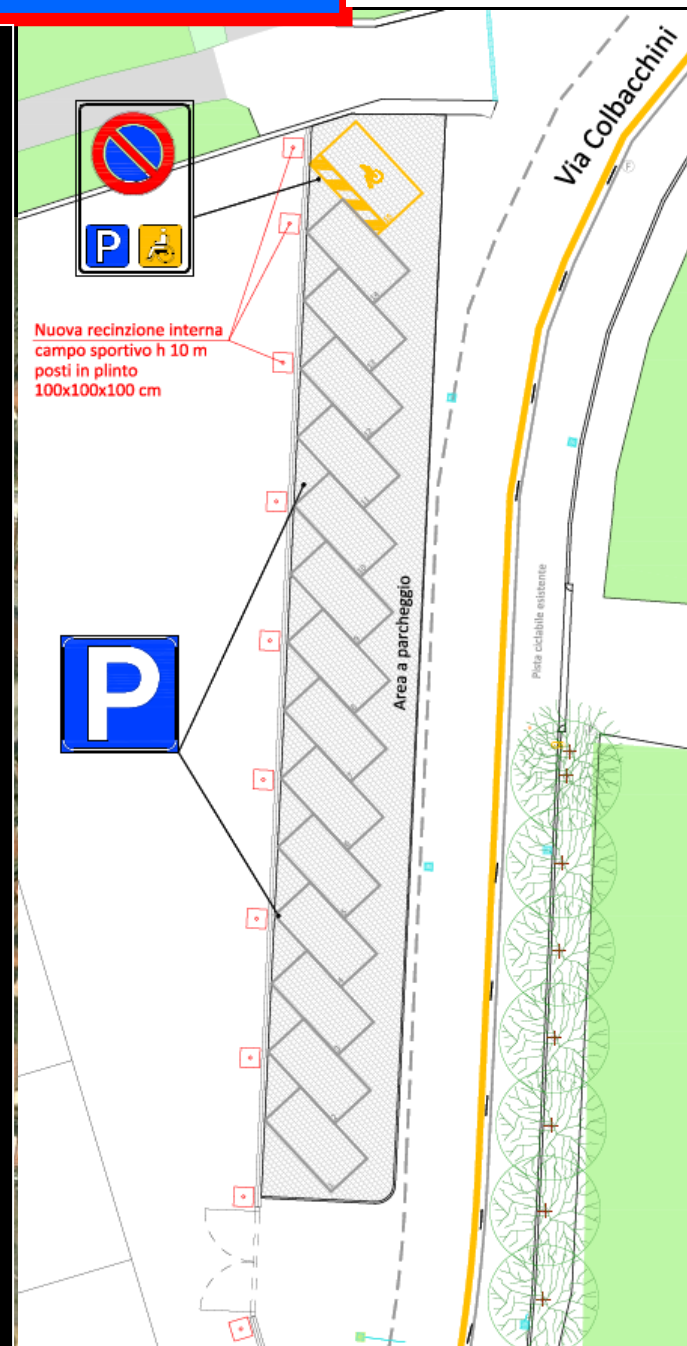 Via Colbacchini
P
Nuova recinzione interna
campo sportivo h 10 m
posti in plinto
100x100x100 cm
P
Area a parcheggio
Pista ciclabile esistente